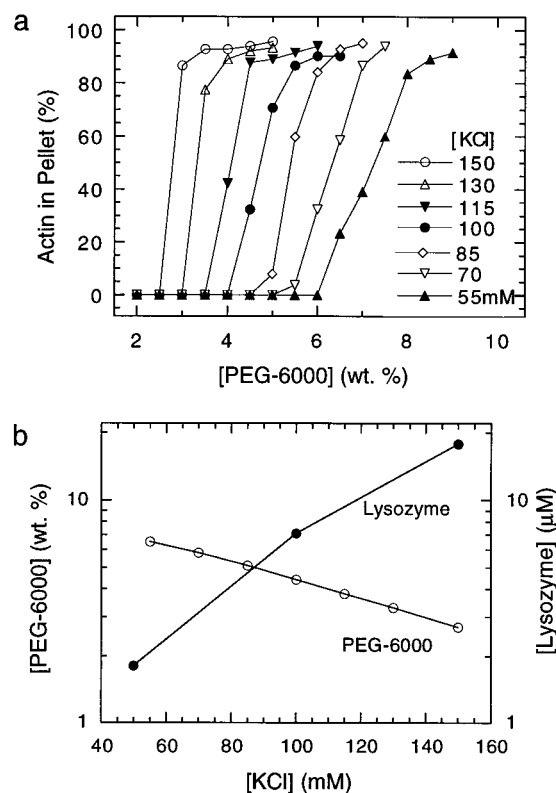 a
Actin in Pellet (%)
100
80
60
40
20
0
[KCl]
150
130
115
100
85
70
55mM
2 4 6 8 10
[PEG-6000] (wt. %)
b
[PEG-6000] (wt. %)
10
1
Lysozyme
PEG-6000
10
1
[Lysozyme] (μM)
40 60 80 100 120 140 160
[KCl] (mM)